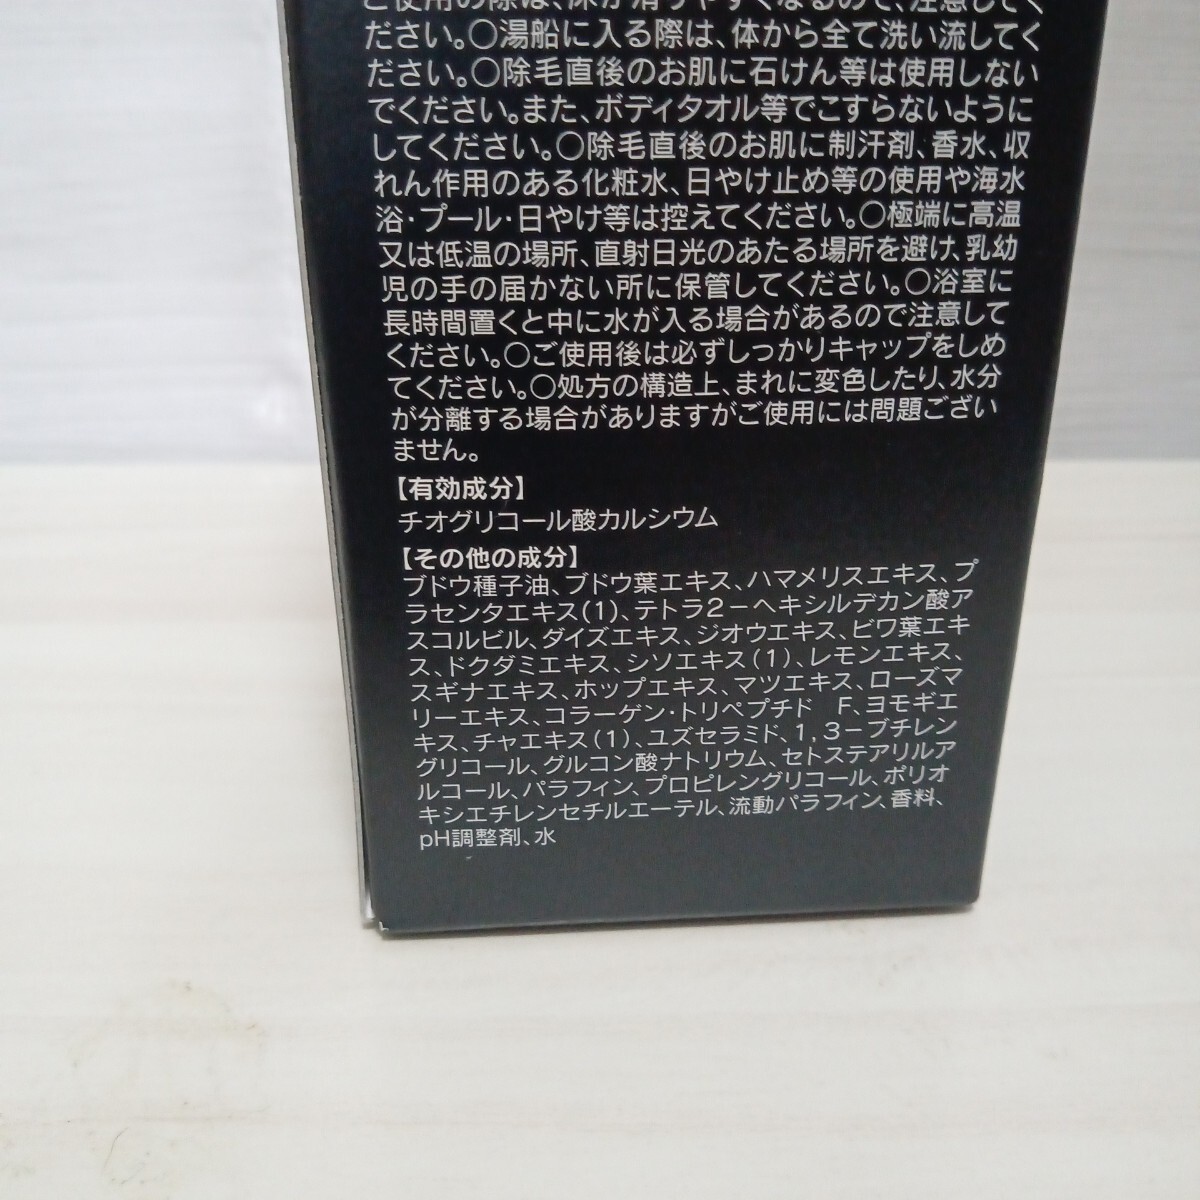 ご使用の際は、床が滑りやすくなるので、注意してく
ださい。○湯船に入る際は、体から全て洗い流してく
ださい。○除毛直後のお肌に石けん等は使用しない
でください。また、ボディタオル等でこすらないように
してください。○除毛直後のお肌に制汗剤、香水、収
れん作用のある化粧水、日やけ止め等の使用や海水
浴・プール・日やけ等は控えてください。○極端に高温
又は低温の場所、直射日光のあたる場所を避け、乳幼
児の手の届かない所に保管してください。○浴室に
長時間置くと中に水が入る場合があるので注意して
ください。○ご使用後は必ずしっかりキャップをしめ
てください。○処方の構造上、まれに変色したり、水分
が分離する場合がありますがご使用には問題ござい
ません。
【有効成分】
チオグリコール酸カルシウム
【その他の成分】
ブドウ種子油、ブドウ葉エキス、ハマメリスエキス、プ
ラセンタエキス(1)、テトラ2-ヘキシルデカン酸ア
スコルビル、ダイズエキス、ジオウエキス、ビワ葉エキ
ス、ドクダミエキス、シソエキス(1)、レモンエキス、
スギナエキス、ホップエキス、マツエキス、ローズマ
リーエキス、コラーゲン・トリペプチド F、ヨモギエ
キス、チャエキス(1)、ユズセラミド、1,3-ブチレン
グリコール、グルコン酸ナトリウム、セトステアリルア
ルコール、パラフィン、プロピレングリコール、ポリオ
キシエチレンセチルエーテル、流動パラフィン、香料、
pH調整剤、水